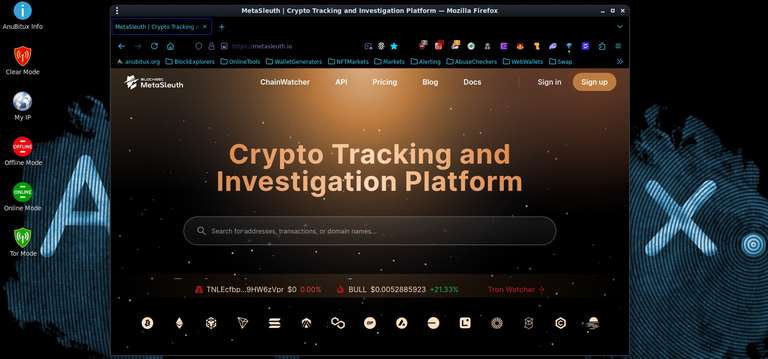 MetaSleuth | Crypto Tracking and Investigation Platform — Mozilla Firefox
AnuBitux Info
Clear Mode
My IP
Offline Mode
Online Mode
Tor Mode
OFFLINE
ONLINE
MetaSleuth | Crypto Tracking
https://metasleuth.io
anubitux.org
BlockExplorers
OnlineTools
WalletGenerators
NFTMarkets
Markets
Alerting
AbuseCheckers
WebWallets
Swap
BLOCKSEC
MetaSleuth
ChainWatcher
API
Pricing
Blog
Docs
Sign in
Sign up
Crypto Tracking and
Investigation Platform
Search for addresses, transactions, or domain names...
TNLEcfbp...9HW6zVpr $0 0.00%
BULL $0.0052885923 +21.33%
Tron Watcher
A
X